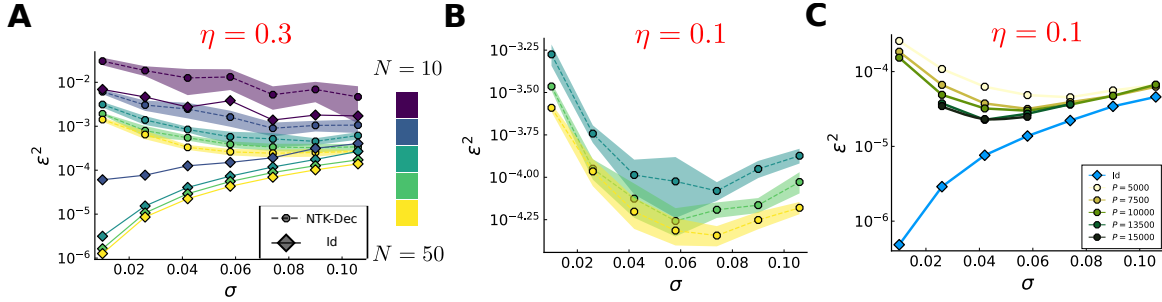 A
η = 0.3
ε²
10⁻²
10⁻³
10⁻⁴
10⁻⁵
10⁻⁶
0.02 0.04 0.06 0.08 0.10
σ
NTK-Dec
Id
N = 10
N = 50
B
η = 0.1
ε²
10⁻³·²⁵
10⁻³·⁵⁰
10⁻³·⁷⁵
10⁻⁴·⁰⁰
10⁻⁴·²⁵
0.02 0.04 0.06 0.08 0.10
σ
C
η = 0.1
ε²
10⁻⁴
10⁻⁵
10⁻⁶
0.02 0.04 0.06 0.08 0.10
σ
Id
P = 5000
P = 7500
P = 10000
P = 13500
P = 15000